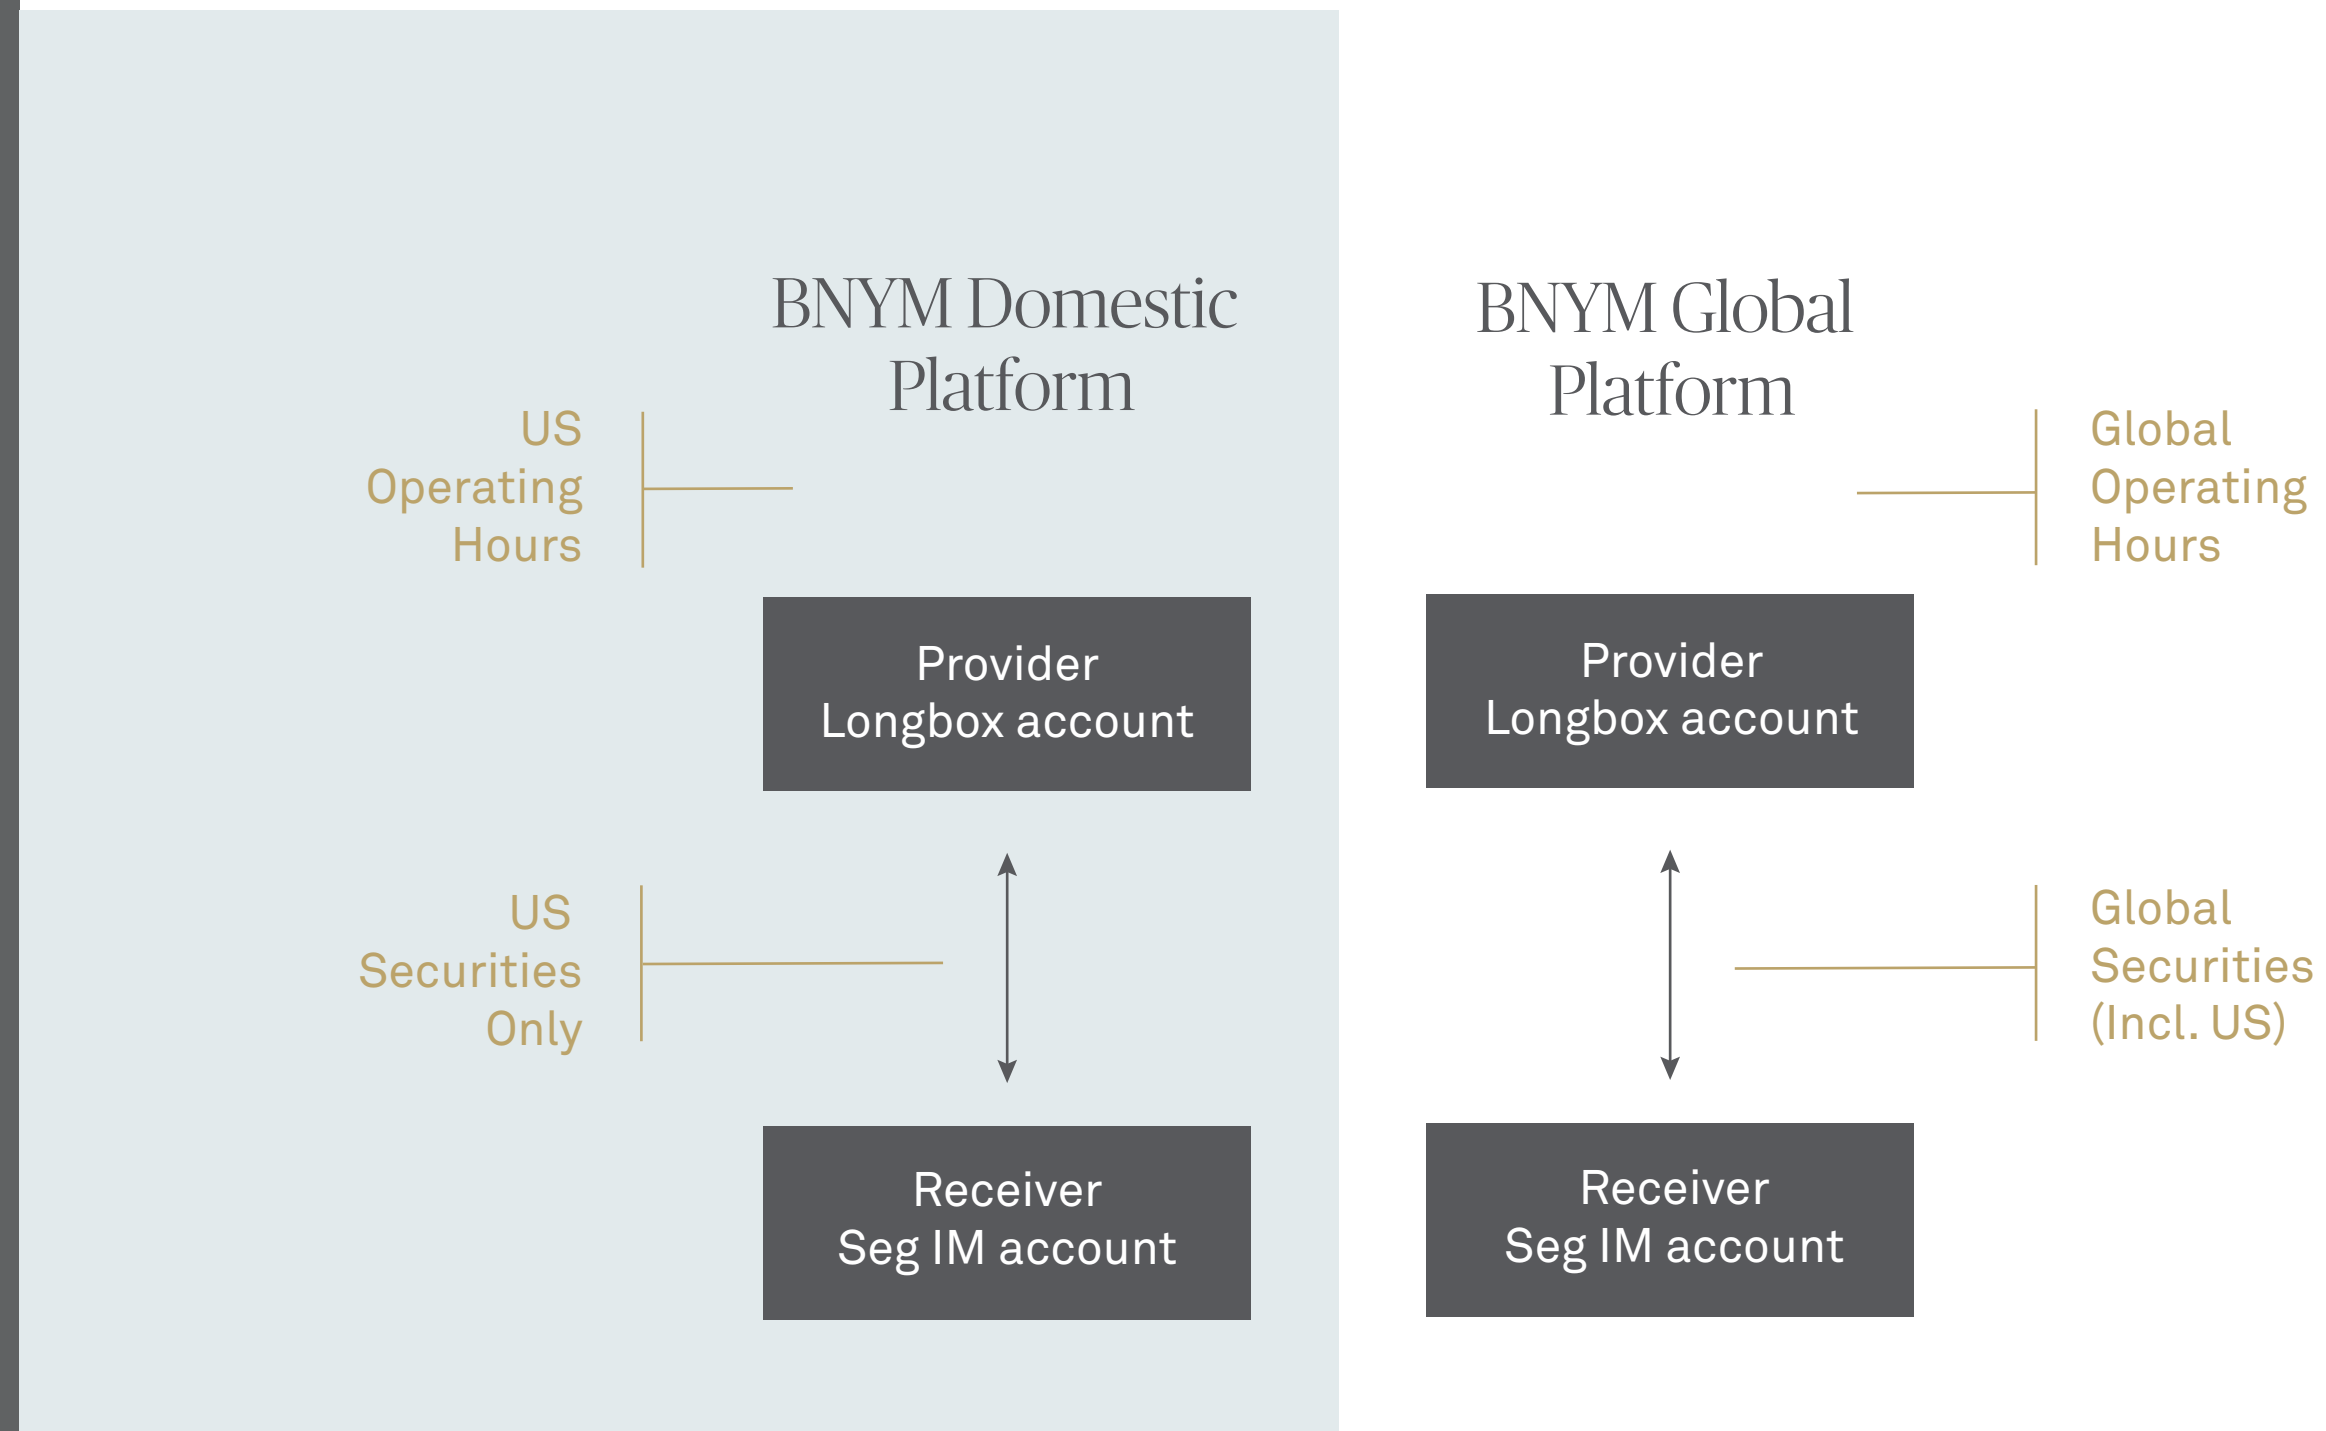 BNYM Domestic
Platform
US
Operating
Hours
Provider
Longbox account
US
Securities
Only
Receiver
Seg IM account
BNYM Global
Platform
Global
Operating
Hours
Provider
Longbox account
Global
Securities
(Incl. US)
Receiver
Seg IM account